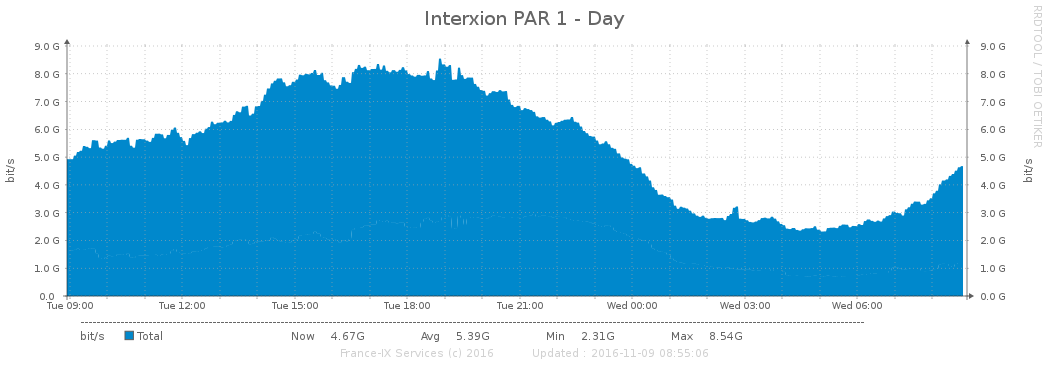 Interxion PAR 1 - Day
RRDTOOL / TOBI OETIKER
9.0 G 9.0 G
8.0 G 8.0 G
7.0 G 7.0 G
6.0 G 6.0 G
5.0 G 5.0 G
4.0 G 4.0 G
3.0 G 3.0 G
2.0 G 2.0 G
1.0 G 1.0 G
0.0 0.0 G
bit/s
bit/s
Tue 09:00 Tue 12:00 Tue 15:00 Tue 18:00 Tue 21:00 Wed 00:00 Wed 03:00 Wed 06:00
bit/s Total Now 4.67G Avg 5.39G Min 2.31G Max 8.54G
France-IX Services (c) 2016 Updated : 2016-11-09 08:55:06